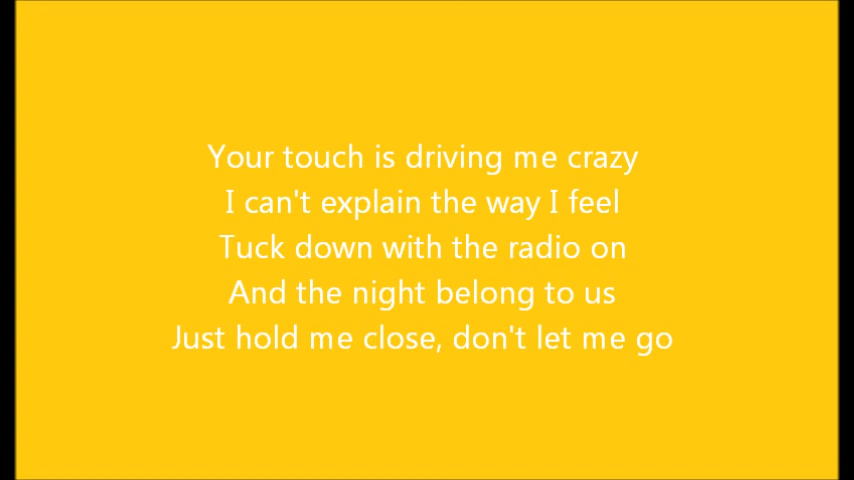 Your touch is driving me crazy
I can't explain the way I feel
Tuck down with the radio on
And the night belong to us
Just hold me close, don't let me go